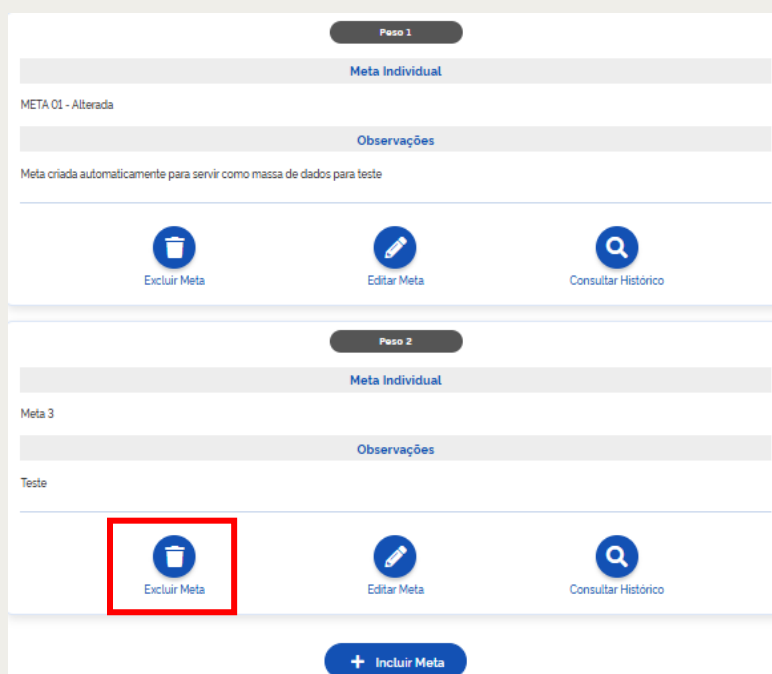 Peso 1
Meta Individual
META 01 - Alterada
Observações
Meta criada automaticamente para servir como massa de dados para teste
Excluir Meta
Editar Meta
Consultar Histórico
Peso 2
Meta Individual
Meta 3
Observações
Teste
Excluir Meta
Editar Meta
Consultar Histórico
+ Incluir Meta